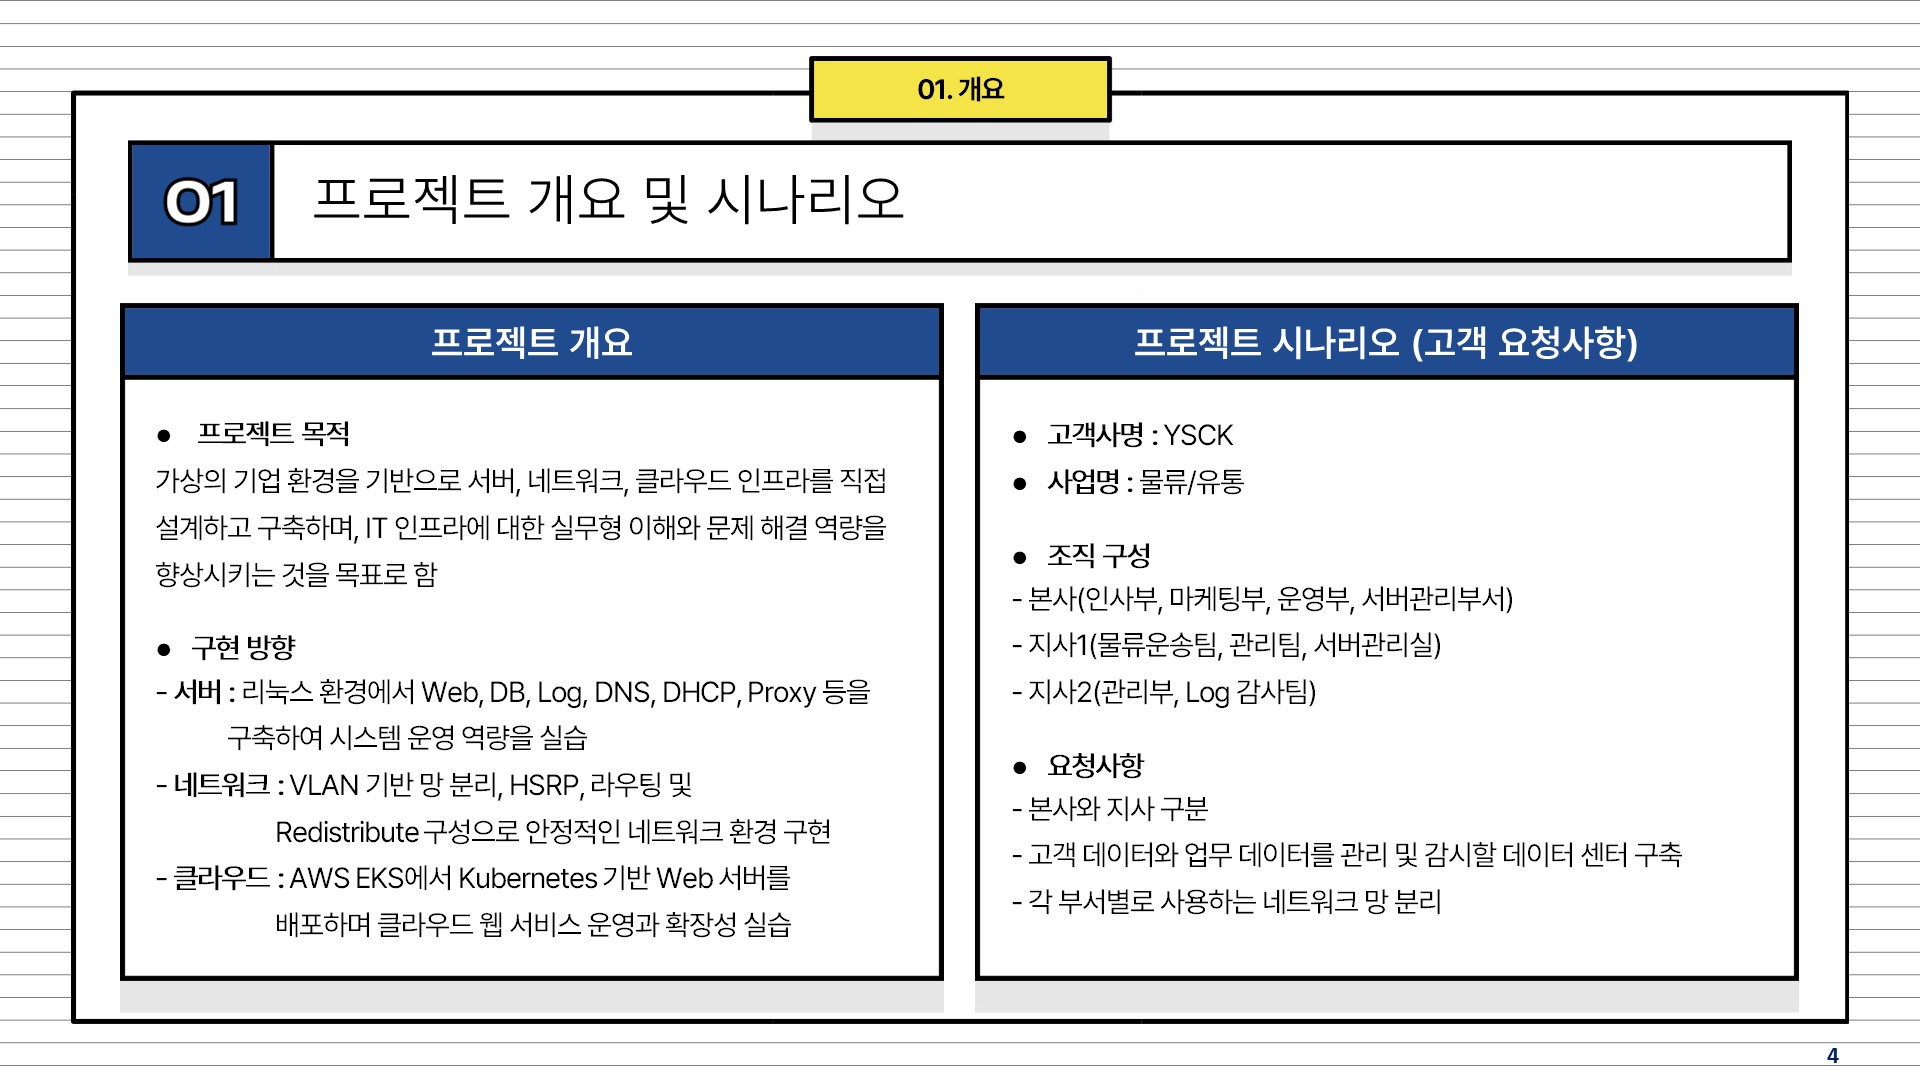 01. 개요
01
프로젝트 개요 및 시나리오
프로젝트 개요
● 프로젝트 목적
가상의 기업 환경을 기반으로 서버, 네트워크, 클라우드 인프라를 직접
설계하고 구축하며, IT 인프라에 대한 실무형 이해와 문제 해결 역량을
향상시키는 것을 목표로 함
● 구현 방향
- 서버 : 리눅스 환경에서 Web, DB, Log, DNS, DHCP, Proxy 등을
구축하여 시스템 운영 역량을 실습
- 네트워크 : VLAN 기반 망 분리, HSRP, 라우팅 및
Redistribute 구성으로 안정적인 네트워크 환경 구현
- 클라우드 : AWS EKS에서 Kubernetes 기반 Web 서버를
배포하며 클라우드 웹 서비스 운영과 확장성 실습
프로젝트 시나리오 (고객 요청사항)
● 고객사명 : YSCK
● 사업명 : 물류/유통
● 조직 구성
- 본사(인사부, 마케팅부, 운영부, 서버관리부서)
- 지사1(물류운송팀, 관리팀, 서버관리실)
- 지사2(관리부, Log 감사팀)
● 요청사항
- 본사와 지사 구분
- 고객 데이터와 업무 데이터를 관리 및 감시할 데이터 센터 구축
- 각 부서별로 사용하는 네트워크 망 분리
4